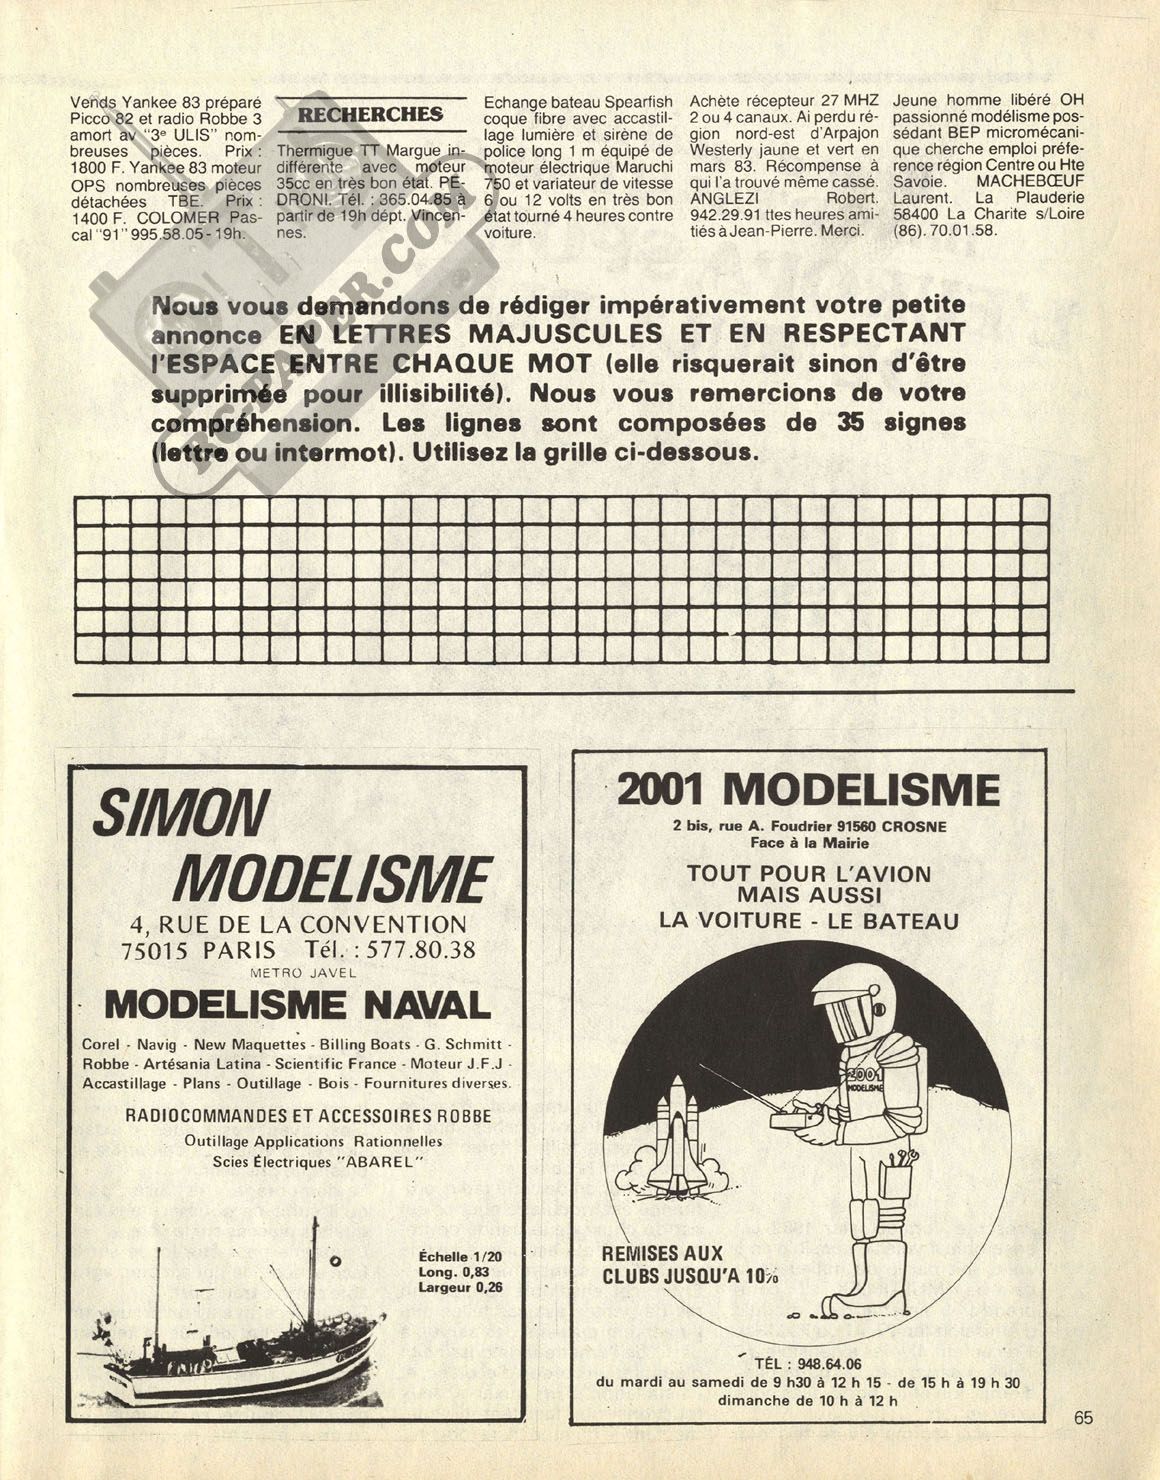 Vends Yankee 83 préparé
Picco 82 et radio Robbe 3
amort av "3e ULIS" nom-
breuses pièces. Prix :
1800 F. Yankee 83 moteur
OPS nombreuses pièces
détachées TBE. Prix :
1400 F. COLOMER Pas-
cal "91" 995.58.05 - 19h.
RECHERCHES
Thermigue TT Margue in-
différente avec moteur
35cc en très bon état. PE-
DRONI. Tél. : 365.04.85 à
partir de 19h dépt. Vincen-
nes.
Echange bateau Spearfish
coque fibre avec accastil-
lage lumière et sirène de
police long 1 m équipé de
moteur électrique Maruchi
750 et variateur de vitesse
6 ou 12 volts en très bon
état tourné 4 heures contre
voiture.
Achète récepteur 27 MHZ
2 ou 4 canaux. Ai perdu ré-
gion nord-est d'Arpajon
Westerly jaune et vert en
mars 83. Récompense à
qui l'a trouvé même cassé.
ANGLEZI Robert.
942.29.91 ttes heures ami-
tiés à Jean-Pierre. Merci.
Jeune homme libéré OH
passionné modélisme pos-
sédant BEP micromécani-
que cherche emploi préfe-
rence région Centre ou Hte
Savoie. MACHEBŒUF
Laurent. La Plauderie
58400 La Charite s/Loire
(86). 70.01.58.
RC-PAPER.COM
Nous vous demandons de rédiger impérativement votre petite
annonce EN LETTRES MAJUSCULES ET EN RESPECTANT
l'ESPACE ENTRE CHAQUE MOT (elle risquerait sinon d'être
supprimée pour illisibilité). Nous vous remercions de votre
compréhension. Les lignes sont composées de 35 signes
(lettre ou intermot). Utilisez la grille ci-dessous.
SIMON
MODELISME
4, RUE DE LA CONVENTION
75015 PARIS Tél. : 577.80.38
METRO JAVEL
MODELISME NAVAL
Corel - Navig - New Maquettes - Billing Boats - G. Schmitt -
Robbe - Artésania Latina - Scientific France - Moteur J.F.J -
Accastillage - Plans - Outillage - Bois - Fournitures diverses.
RADIOCOMMANDES ET ACCESSOIRES ROBBE
Outillage Applications Rationnelles
Scies Électriques "ABAREL"
Échelle 1/20
Long. 0,83
Largeur 0,26
2001 MODELISME
2 bis, rue A. Foudrier 91560 CROSNE
Face à la Mairie
TOUT POUR L'AVION
MAIS AUSSI
LA VOITURE - LE BATEAU
2001
MODELISME
REMISES AUX
CLUBS JUSQU'A 10%
TÉL : 948.64.06
du mardi au samedi de 9 h30 à 12 h 15 - de 15 h à 19 h 30
dimanche de 10 h à 12 h
65